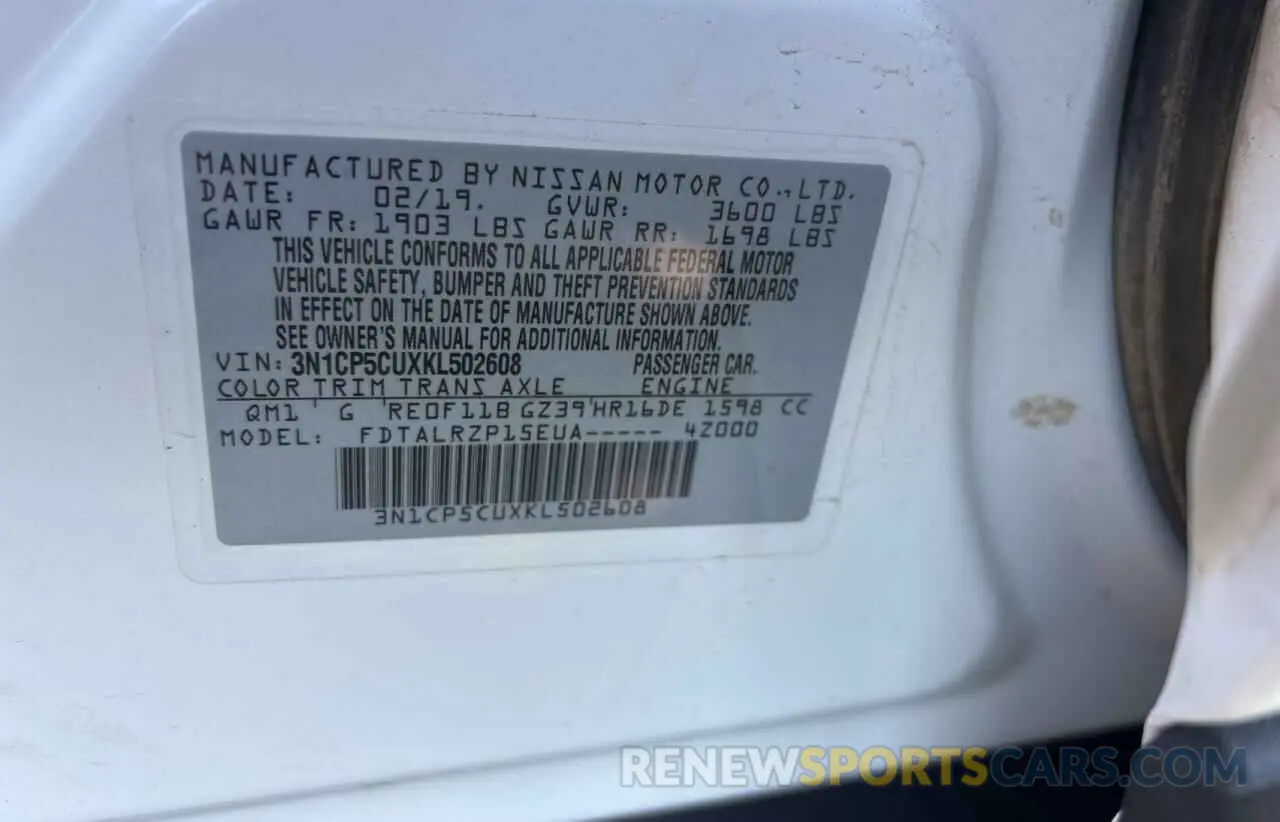 MANUFACTURED BY NISSAN MOTOR CO., LTD.
DATE: 02/19. GVWR: 3600 LBS
GAWR FR: 1903 LBS GAWR RR: 1698 LBS
THIS VEHICLE CONFORMS TO ALL APPLICABLE FEDERAL MOTOR
VEHICLE SAFETY, BUMPER AND THEFT PREVENTION STANDARDS
IN EFFECT ON THE DATE OF MANUFACTURE SHOWN ABOVE.
SEE OWNER'S MANUAL FOR ADDITIONAL INFORMATION.
VIN: 3N1CP5CUXKL502608 PASSENGER CAR.
COLOR TRIM TRANS AXLE ENGINE
QM1 ' G 'RE0F11B GZ39'HR16DE 1598 CC
MODEL: FDTALRZP15EUA----- 4Z000
3N1CP5CUXKL502608
RENEWSPORTSCARS.COM